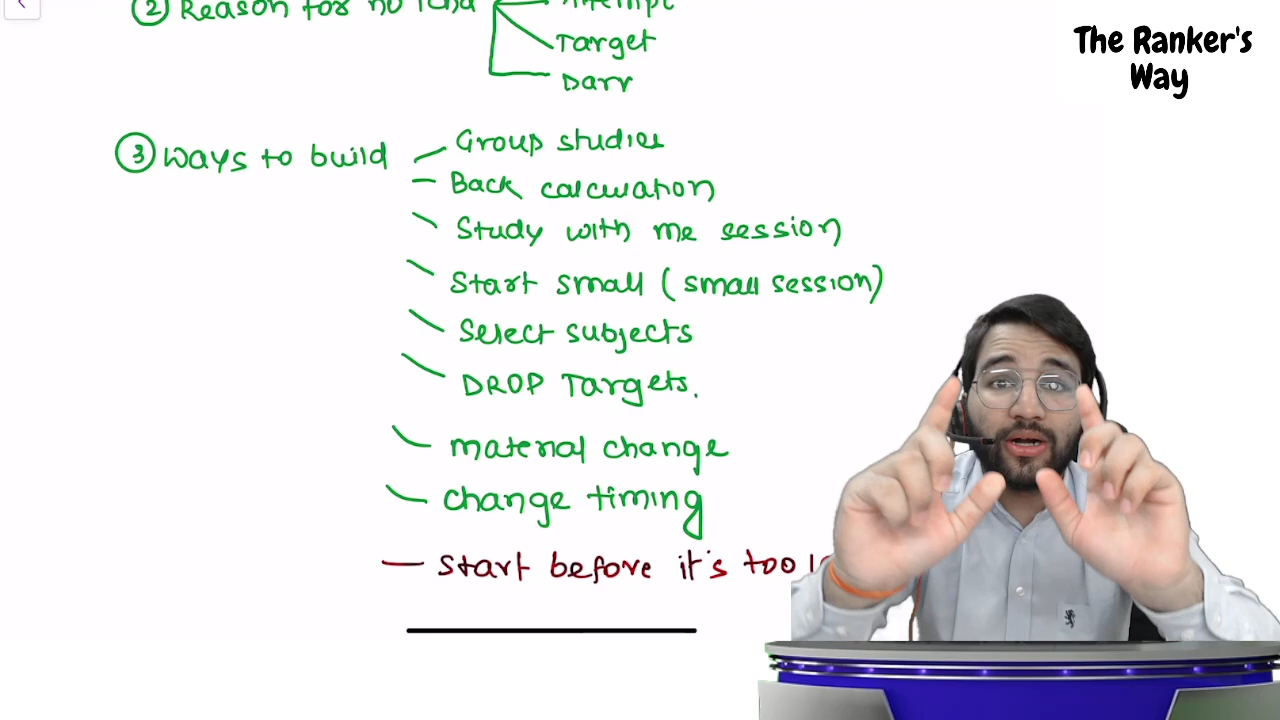 ② Reason for no
Target
Darr
The Ranker's
Way
③ Ways to build
Group studies
Back calculation
Study with me session
Start small (small session)
Select subjects
DROP Targets.
material change
change timing
Start before it's too